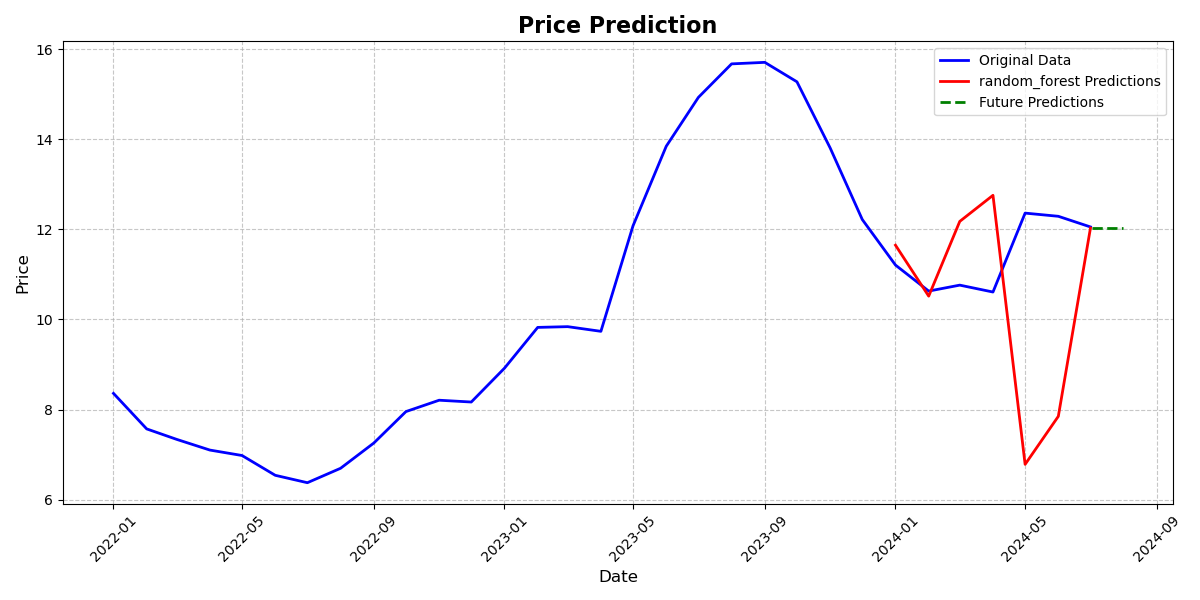 Price Prediction
16
14
12
10
8
6
Price
Original Data
random_forest Predictions
Future Predictions
2022-01
2022-05
2022-09
2023-01
2023-05
2023-09
2024-01
2024-05
2024-09
Date